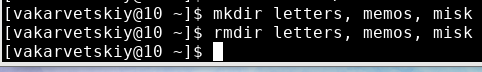 [vakarvetskiy@10 ~]$ mkdir letters, memos, misk
[vakarvetskiy@10 ~]$ rmdir letters, memos, misk
[vakarvetskiy@10 ~]$